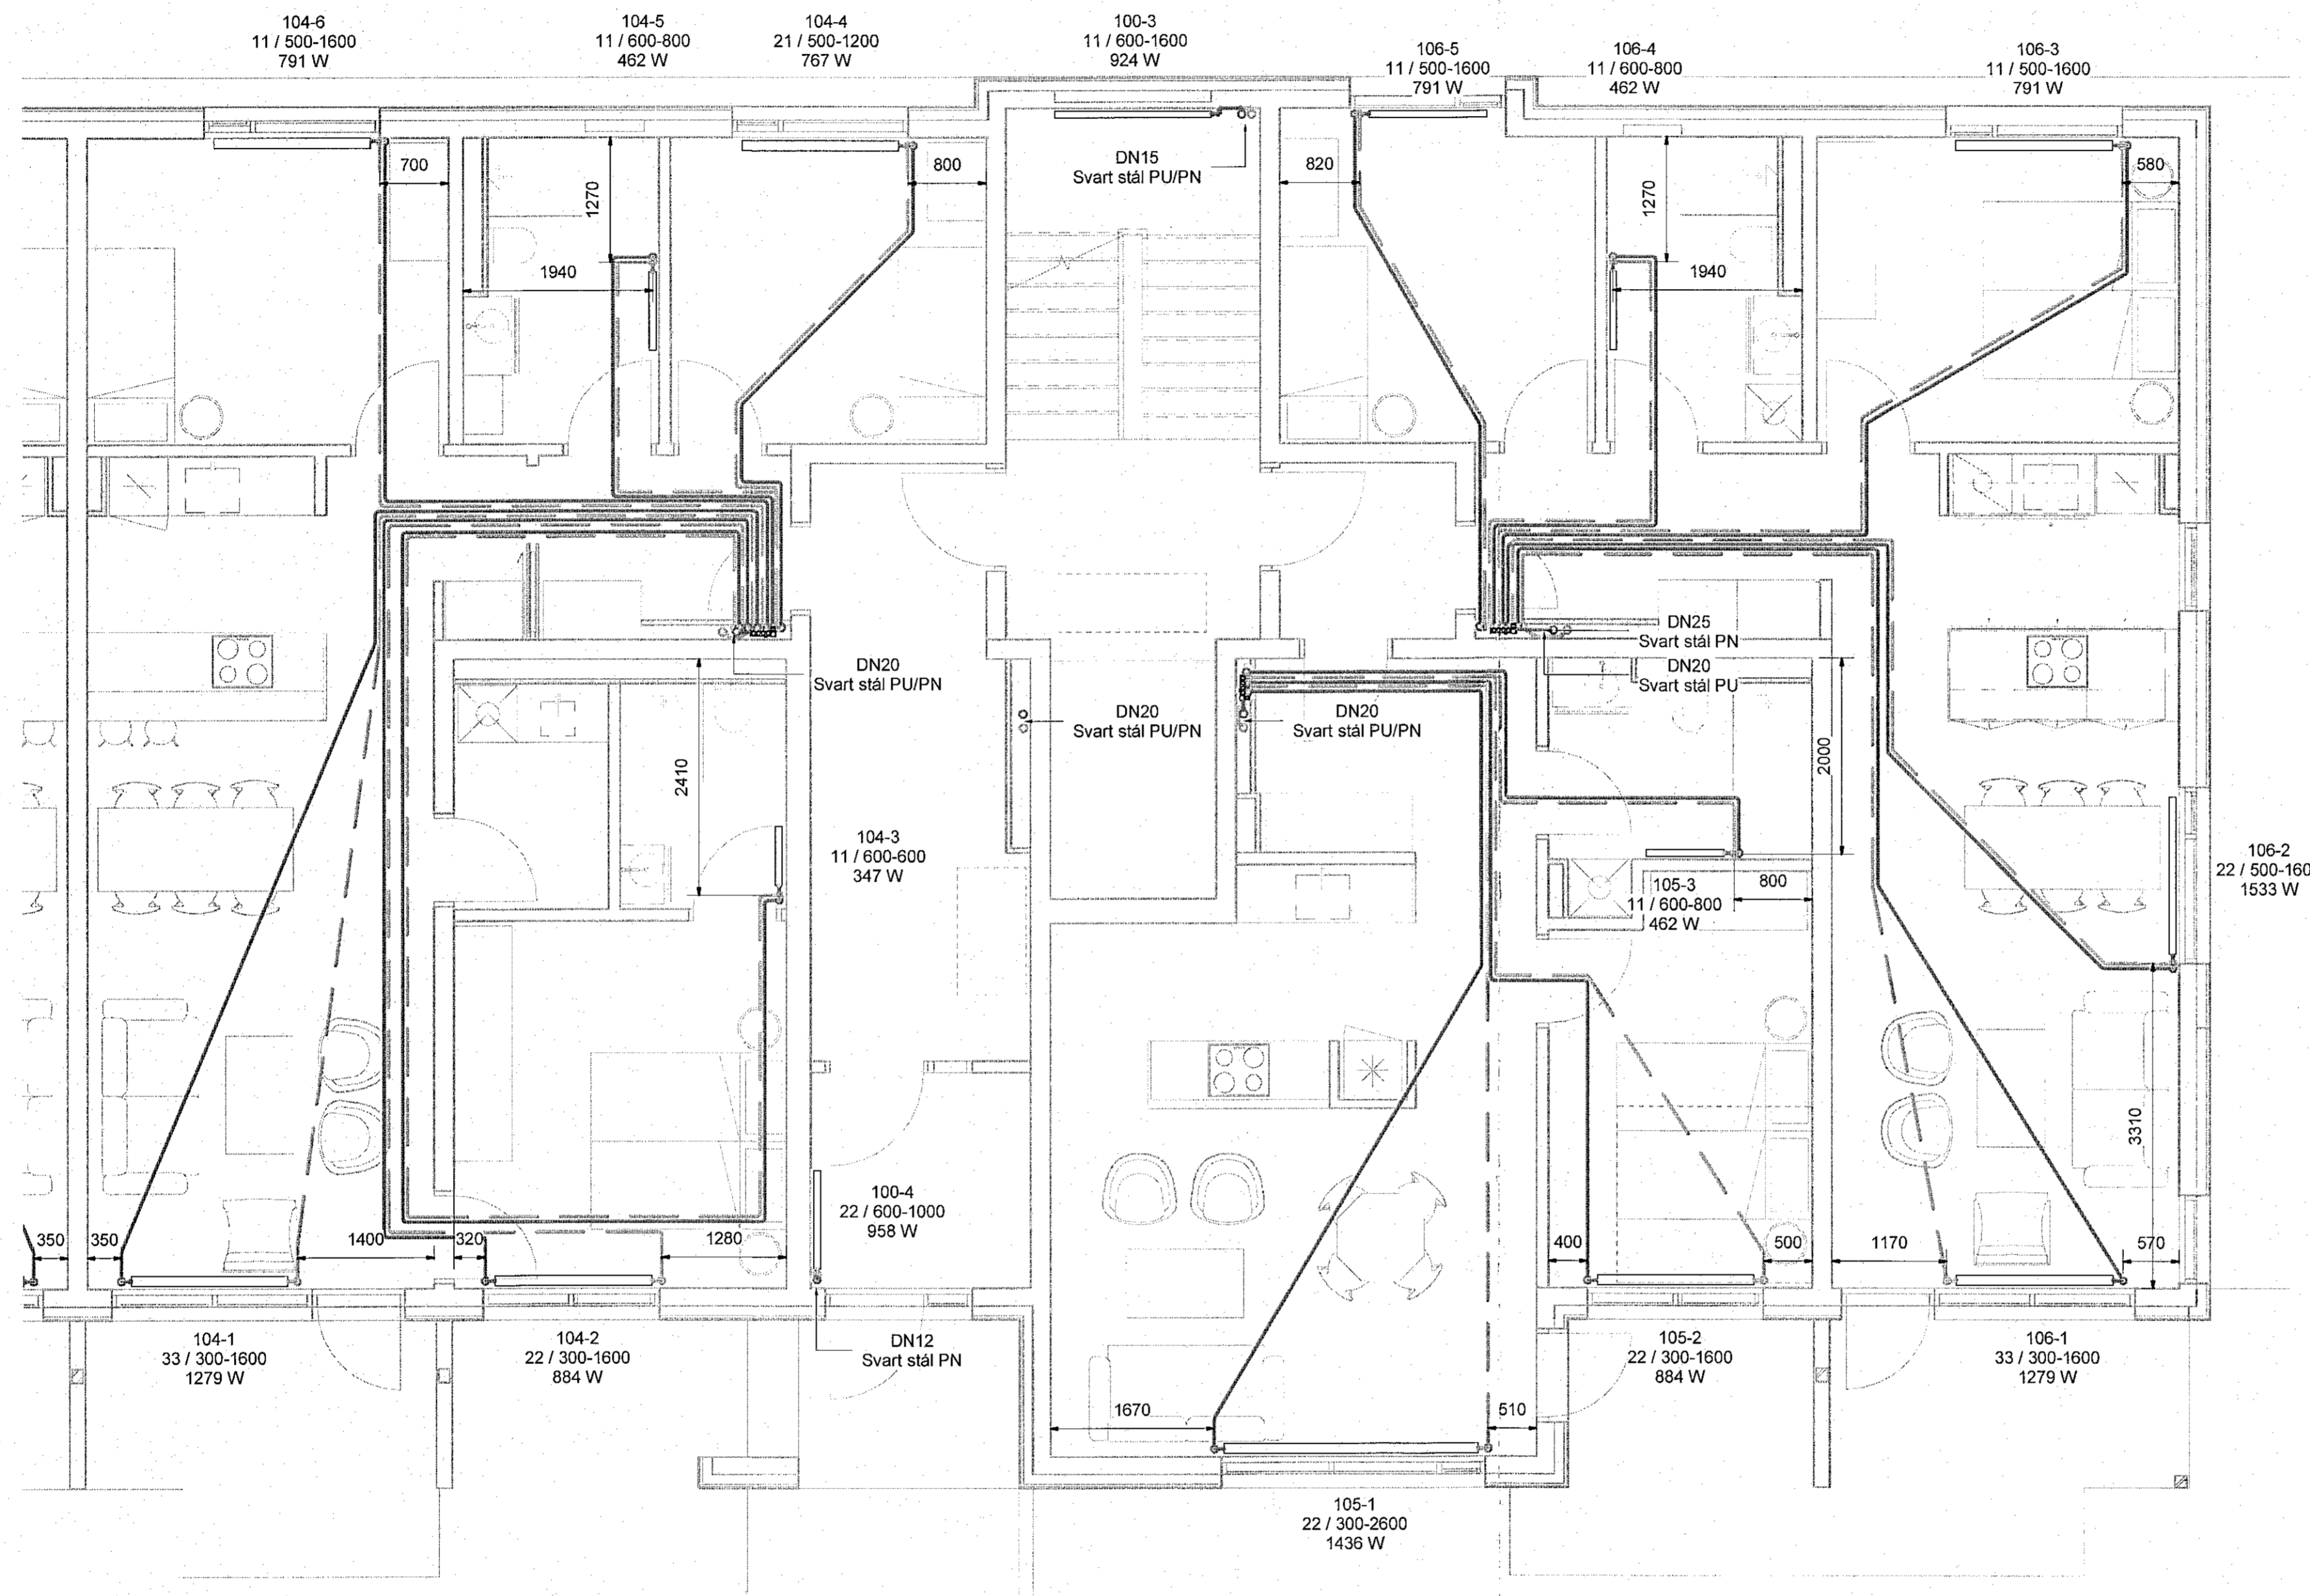 104-6
11 / 500-1600
791 W
104-5
11 / 600-800
462 W
104-4
21 / 500-1200
767 W
100-3
11 / 600-1600
924 W
106-5
11 / 500-1600
791 W
106-4
11 / 600-800
462 W
106-3
11 / 500-1600
791 W
700
1270
1940
800
DN15
Svart stál PU/PN
820
1270
1940
580
DN20
Svart stál PU/PN
DN20
Svart stál PU/PN
DN20
Svart stál PU/PN
DN25
Svart stál PN
DN20
Svart stál PU
2410
2000
104-3
11 / 600-600
347 W
105-3
11 / 600-800
462 W
800
106-2
22 / 500-160
1533 W
3310
100-4
22 / 600-1000
958 W
350
350
1400
320
1280
400
500
1170
570
104-1
33 / 300-1600
1279 W
104-2
22 / 300-1600
884 W
DN12
Svart stál PN
105-2
22 / 300-1600
884 W
106-1
33 / 300-1600
1279 W
1670
510
105-1
22 / 300-2600
1436 W